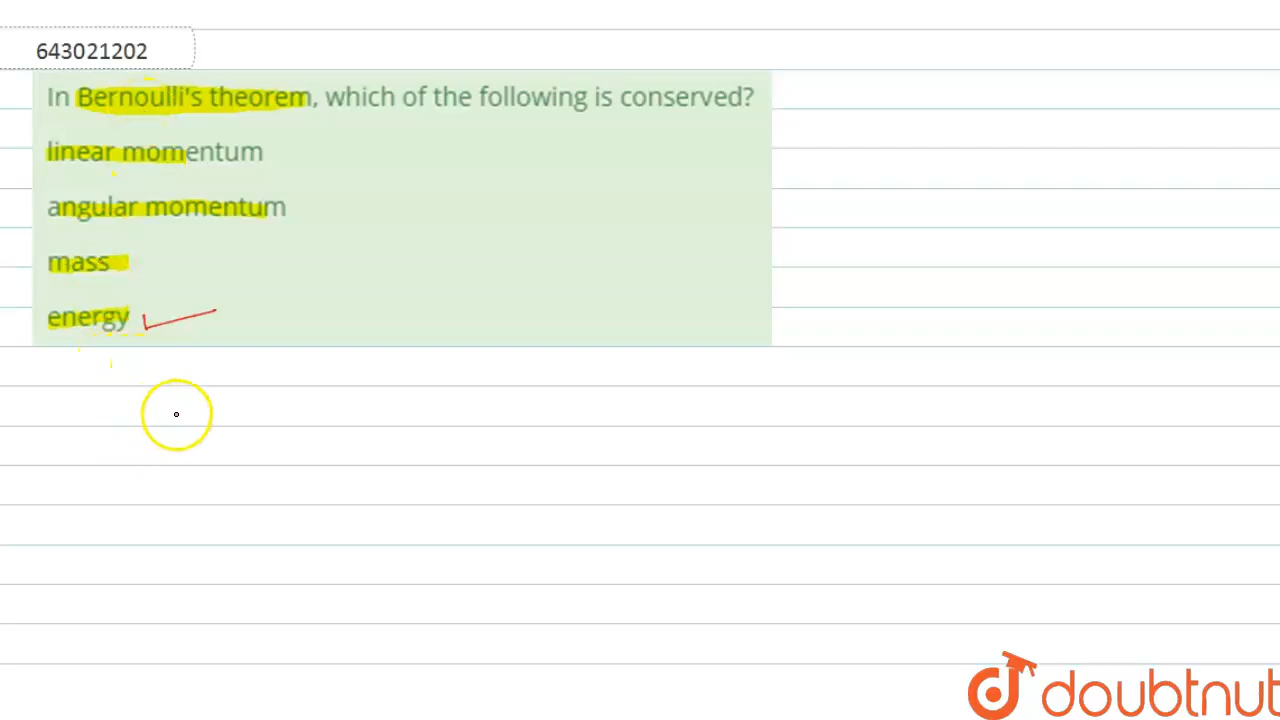 643021202
In Bernoulli's theorem, which of the following is conserved?
linear momentum
angular momentum
mass
energy
doubtnut